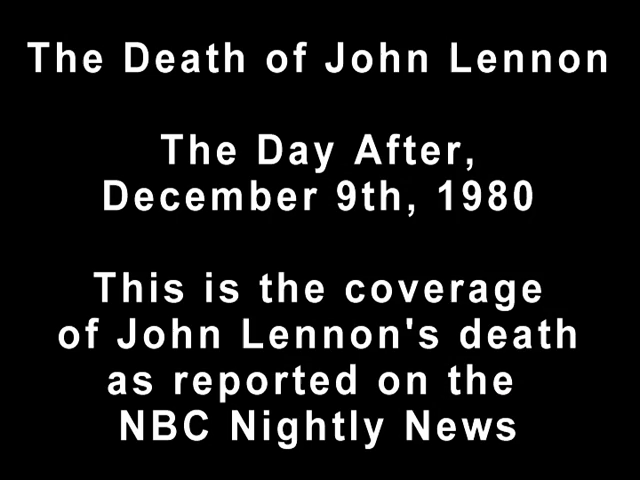 The Death of John Lennon
The Day After,
December 9th, 1980
This is the coverage
of John Lennon's death
as reported on the
NBC Nightly News